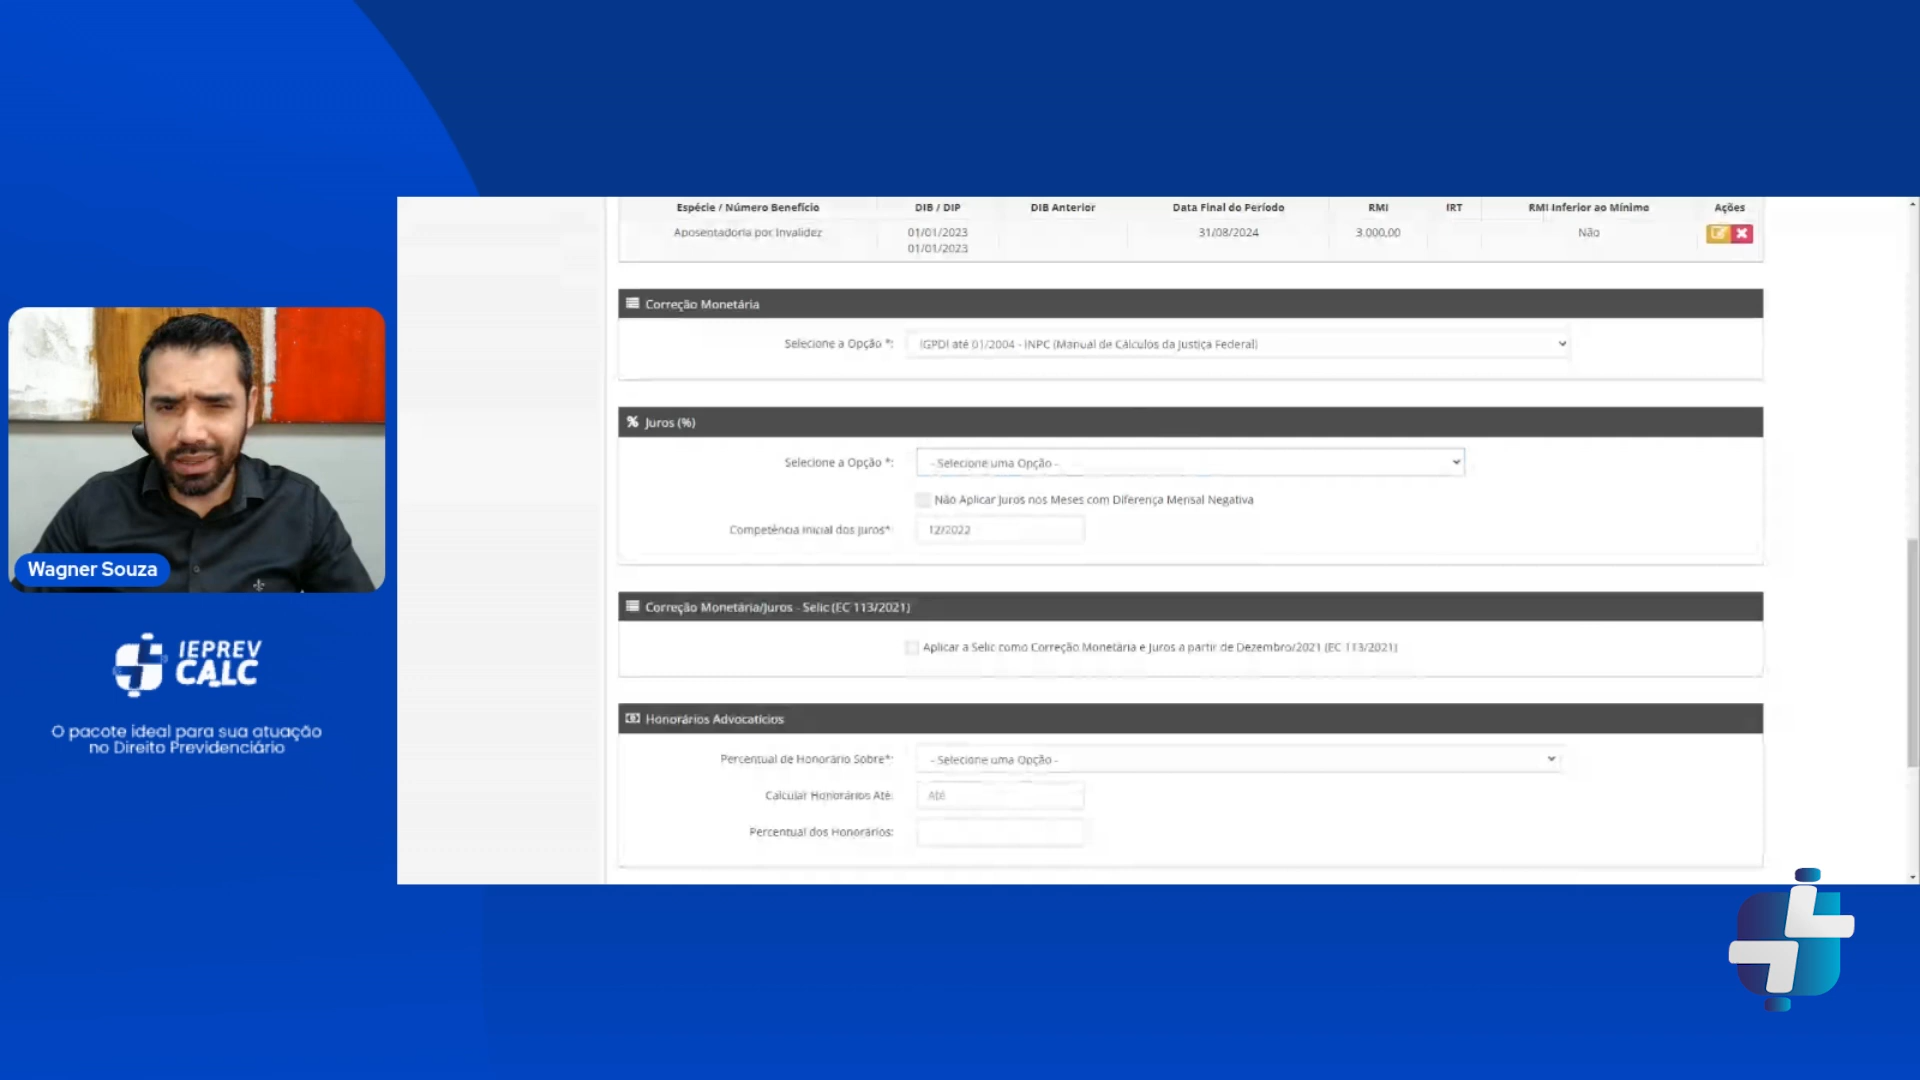 Espécie / Número Benefício DIB / DIP DIB Anterior Data Final do Período RMI IRT RMI Inferior ao Mínimo Ações
Aposentadoria por Invalidez 01/01/2023 31/08/2024 3.000,00 Não
01/01/2023
Correção Monetária
Selecione a Opção *: IGPDI até 01/2004 - INPC (Manual de Cálculos da Justiça Federal)
% Juros (%)
Selecione a Opção *: - Selecione uma Opção -
Não Aplicar Juros nos Meses com Diferença Mensal Negativa
Competência Inicial dos Juros*: 12/2022
Correção Monetária/Juros - Selic (EC 113/2021)
Aplicar a Selic como Correção Monetária e Juros a partir de Dezembro/2021 (EC 113/2021)
Honorários Advocatícios
Percentual de Honorário Sobre*: - Selecione uma Opção -
Calcular Honorários Até: Até
Percentual dos Honorários:
Wagner Souza
IEPREV
CALC
O pacote ideal para sua atuação
no Direito Previdenciário